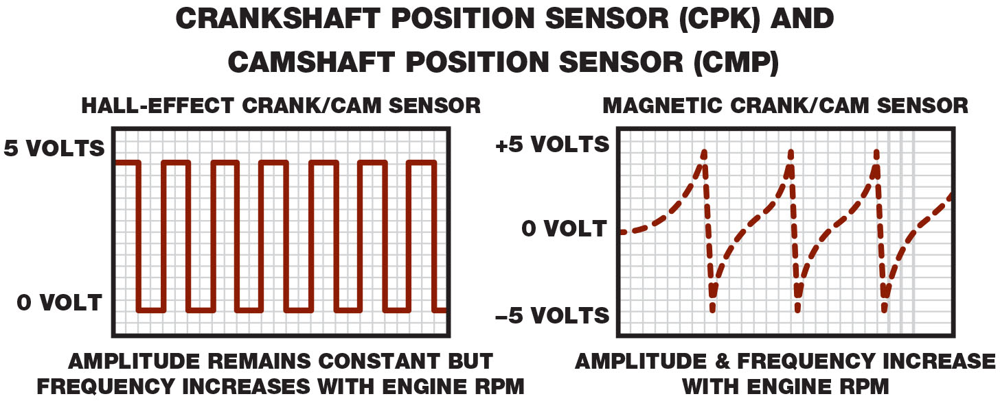 CRANKSHAFT POSITION SENSOR (CPK) AND
CAMSHAFT POSITION SENSOR (CMP)
HALL-EFFECT CRANK/CAM SENSOR
5 VOLTS
0 VOLT
AMPLITUDE REMAINS CONSTANT BUT
FREQUENCY INCREASES WITH ENGINE RPM
MAGNETIC CRANK/CAM SENSOR
+5 VOLTS
0 VOLT
–5 VOLTS
AMPLITUDE & FREQUENCY INCREASE
WITH ENGINE RPM